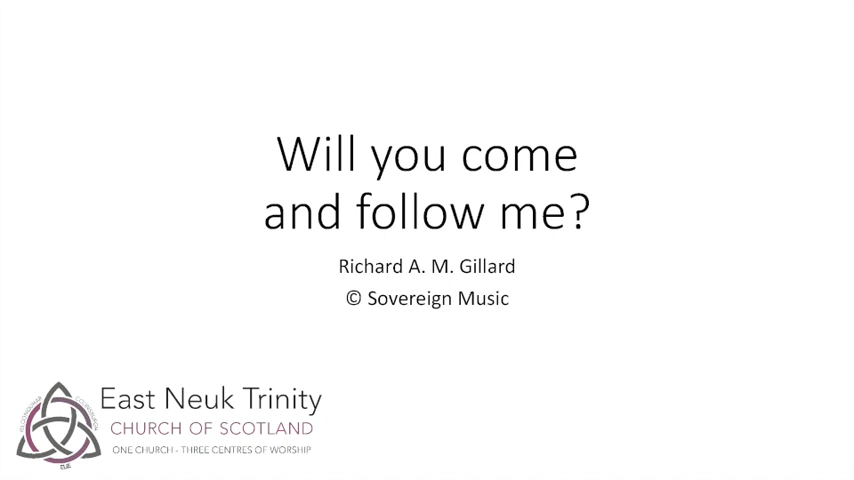 Will you come
and follow me?
Richard A. M. Gillard
© Sovereign Music
East Neuk Trinity
CHURCH OF SCOTLAND
ONE CHURCH - THREE CENTRES OF WORSHIP